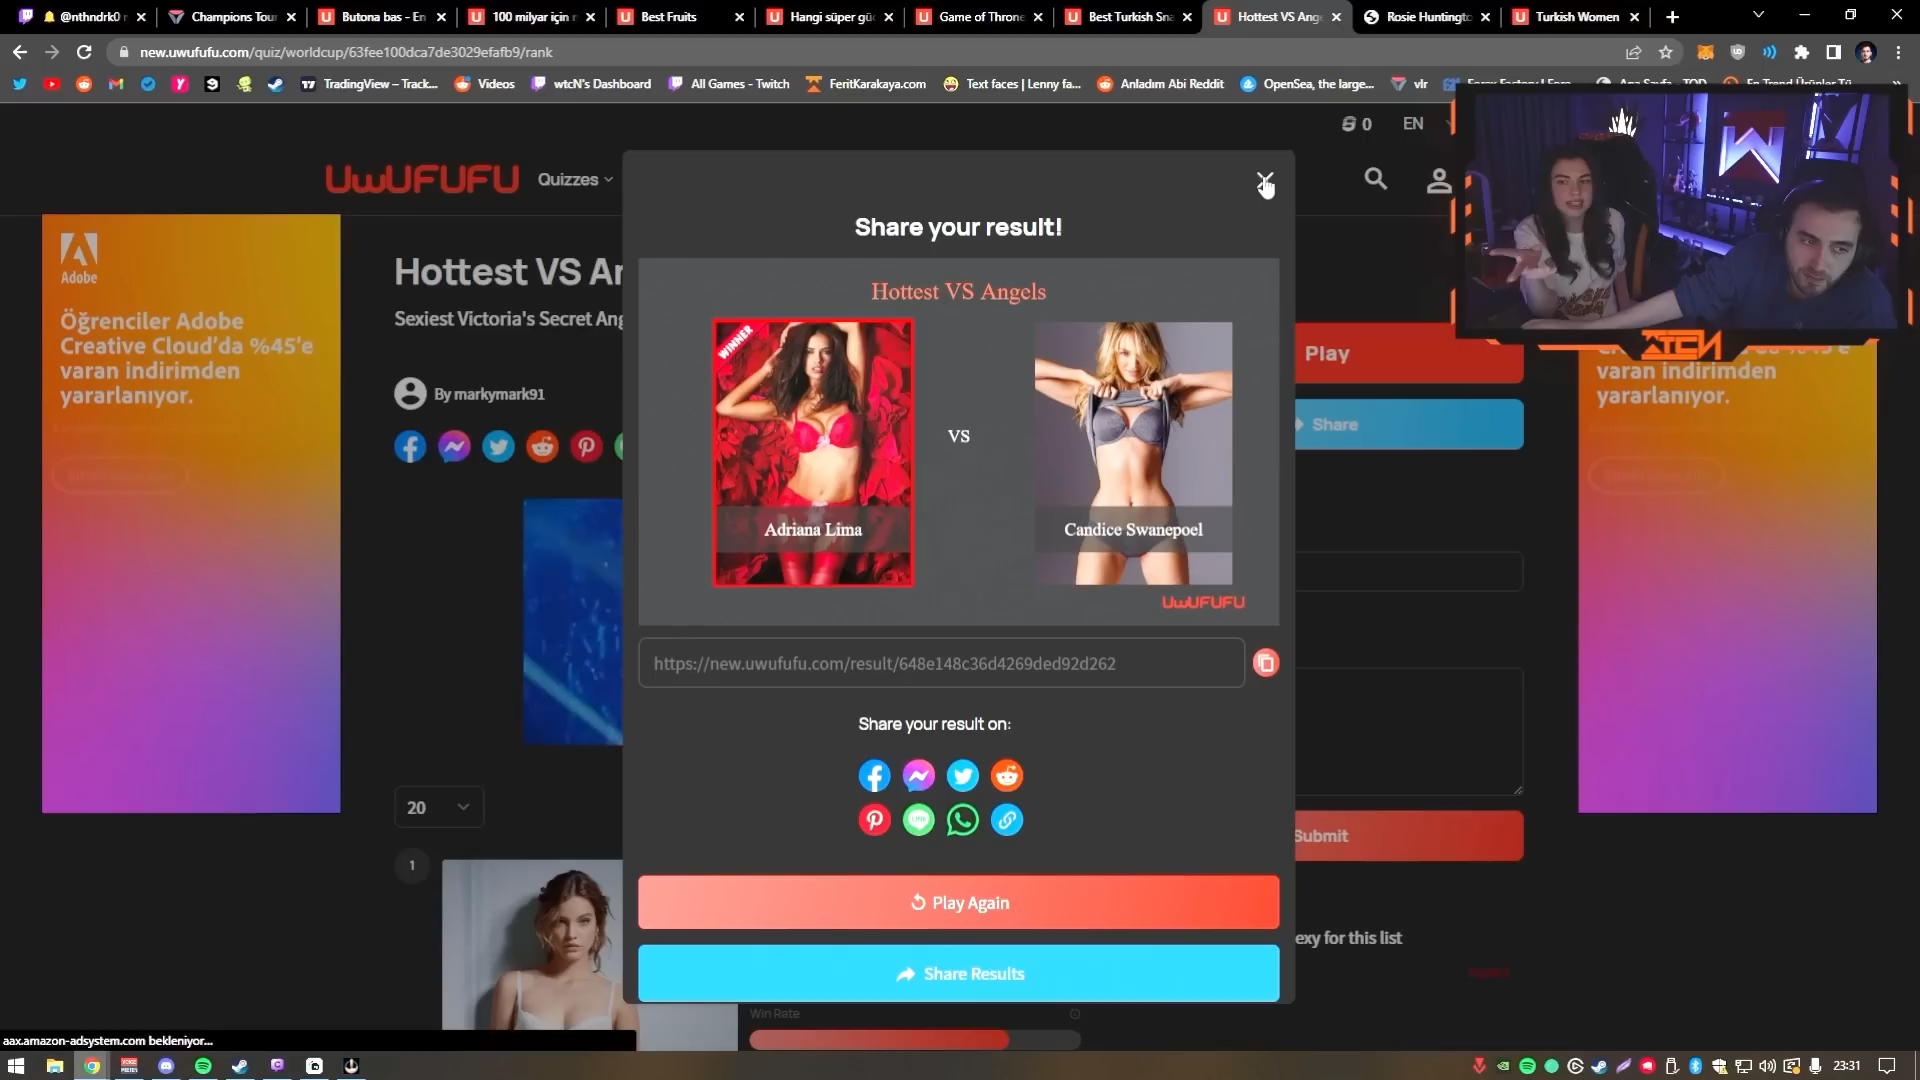 @nthndrk0
Champions Tour
Butona bas - En
100 milyar için
Best Fruits
Hangi süper güç
Game of Throne
Best Turkish Sna
Hottest VS Ang
Rosie Huntingto
Turkish Women
new.uwufufu.com/quiz/worldcup/63fee100dca7de3029efafb9/rank
TradingView – Track...
Videos
wtcN's Dashboard
All Games - Twitch
FeritKarakaya.com
Text faces | Lenny fa...
Anladım Abi Reddit
OpenSea, the large...
vlr
0
EN
UwUFUFU
Quizzes
Adobe
Öğrenciler Adobe
Creative Cloud'da %45'e
varan indirimden
yararlanıyor.
Hottest VS An
Sexiest Victoria's Secret Ang
By markymark91
20
1
Share your result!
Hottest VS Angels
WINNER
Adriana Lima
VS
Candice Swanepoel
UwUFUFU
https://new.uwufufu.com/result/648e148c36d4269ded92d262
Share your result on:
LINE
Play Again
Share Results
Win Rate
Play
Share
Submit
exy for this list
varan indirimden
yararlanıyor.
aax.amazon-adsystem.com bekleniyor...
23:31